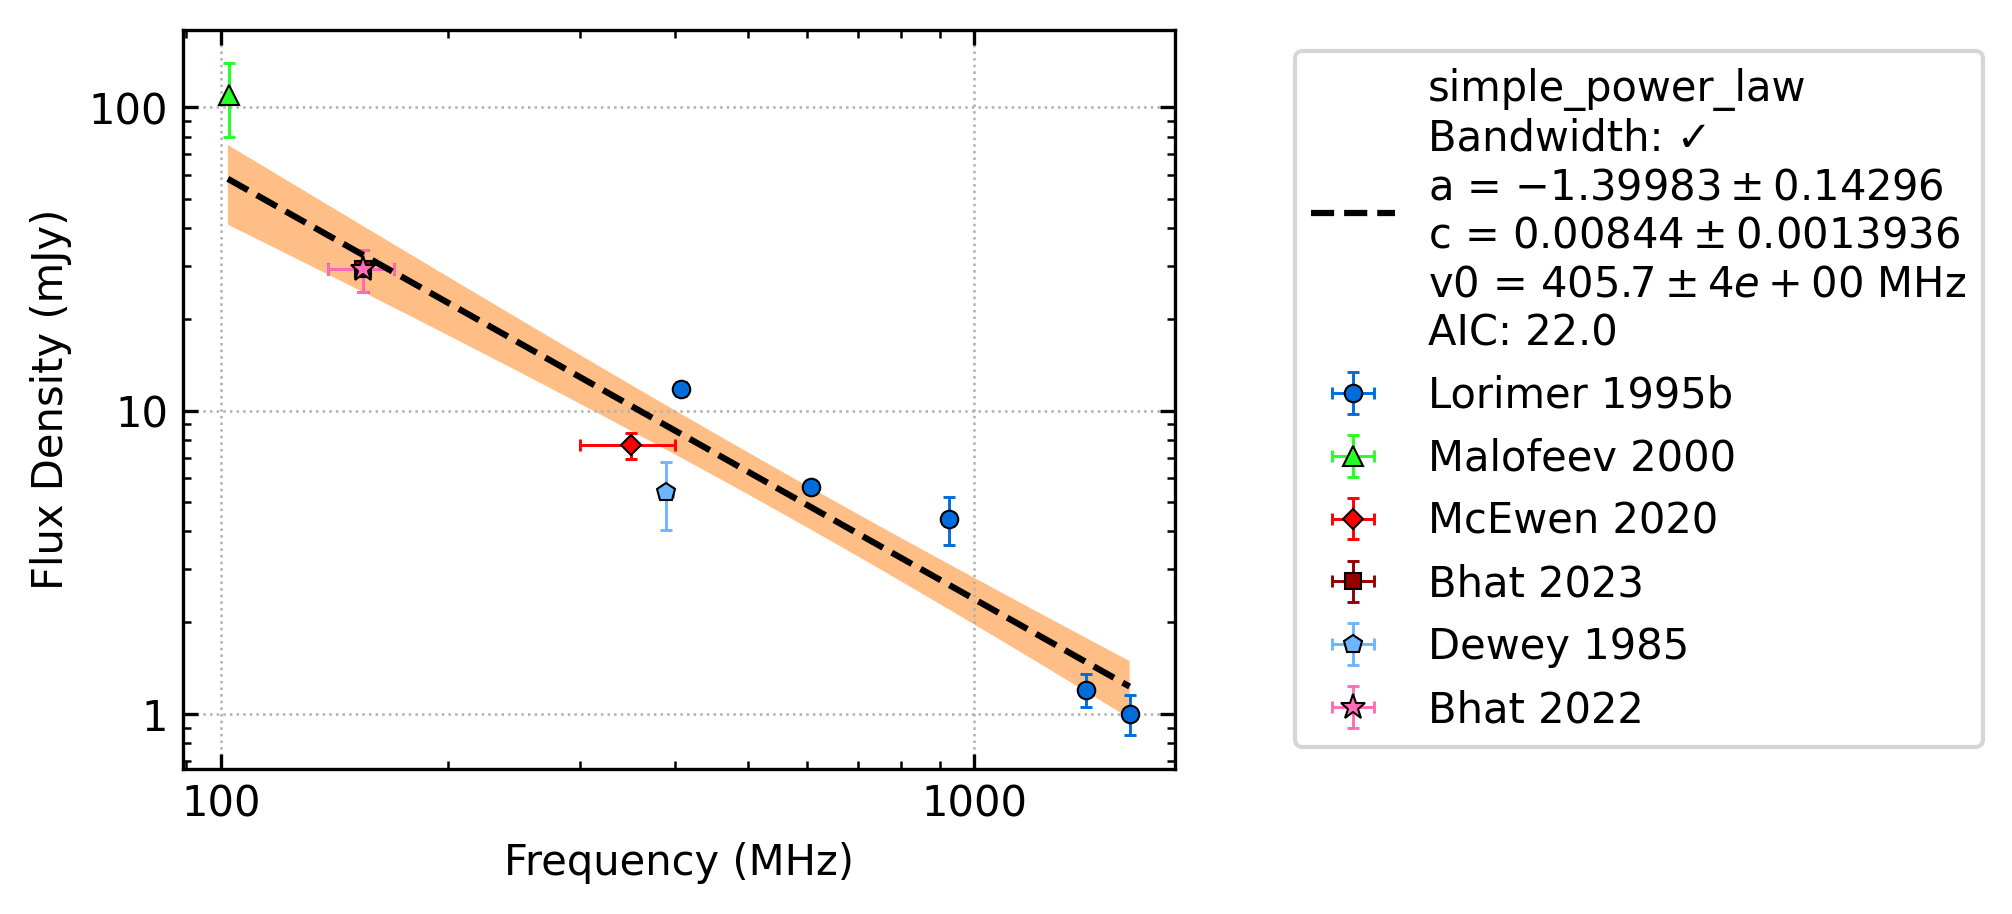 100
10
1
Flux Density (mJy)
100
1000
Frequency (MHz)
simple_power_law
Bandwidth: ✓
a = −1.39983 ± 0.14296
c = 0.00844 ± 0.0013936
v0 = 405.7 ± 4e + 00 MHz
AIC: 22.0
Lorimer 1995b
Malofeev 2000
McEwen 2020
Bhat 2023
Dewey 1985
Bhat 2022